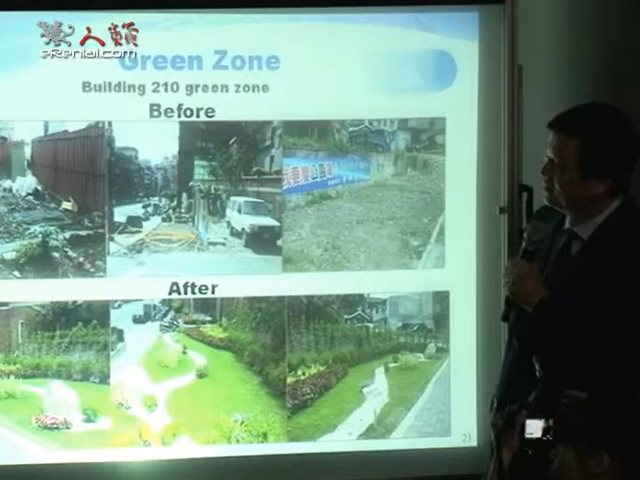 人籟
eRenlai.com
Green Zone
Building 210 green zone
Before
After
21